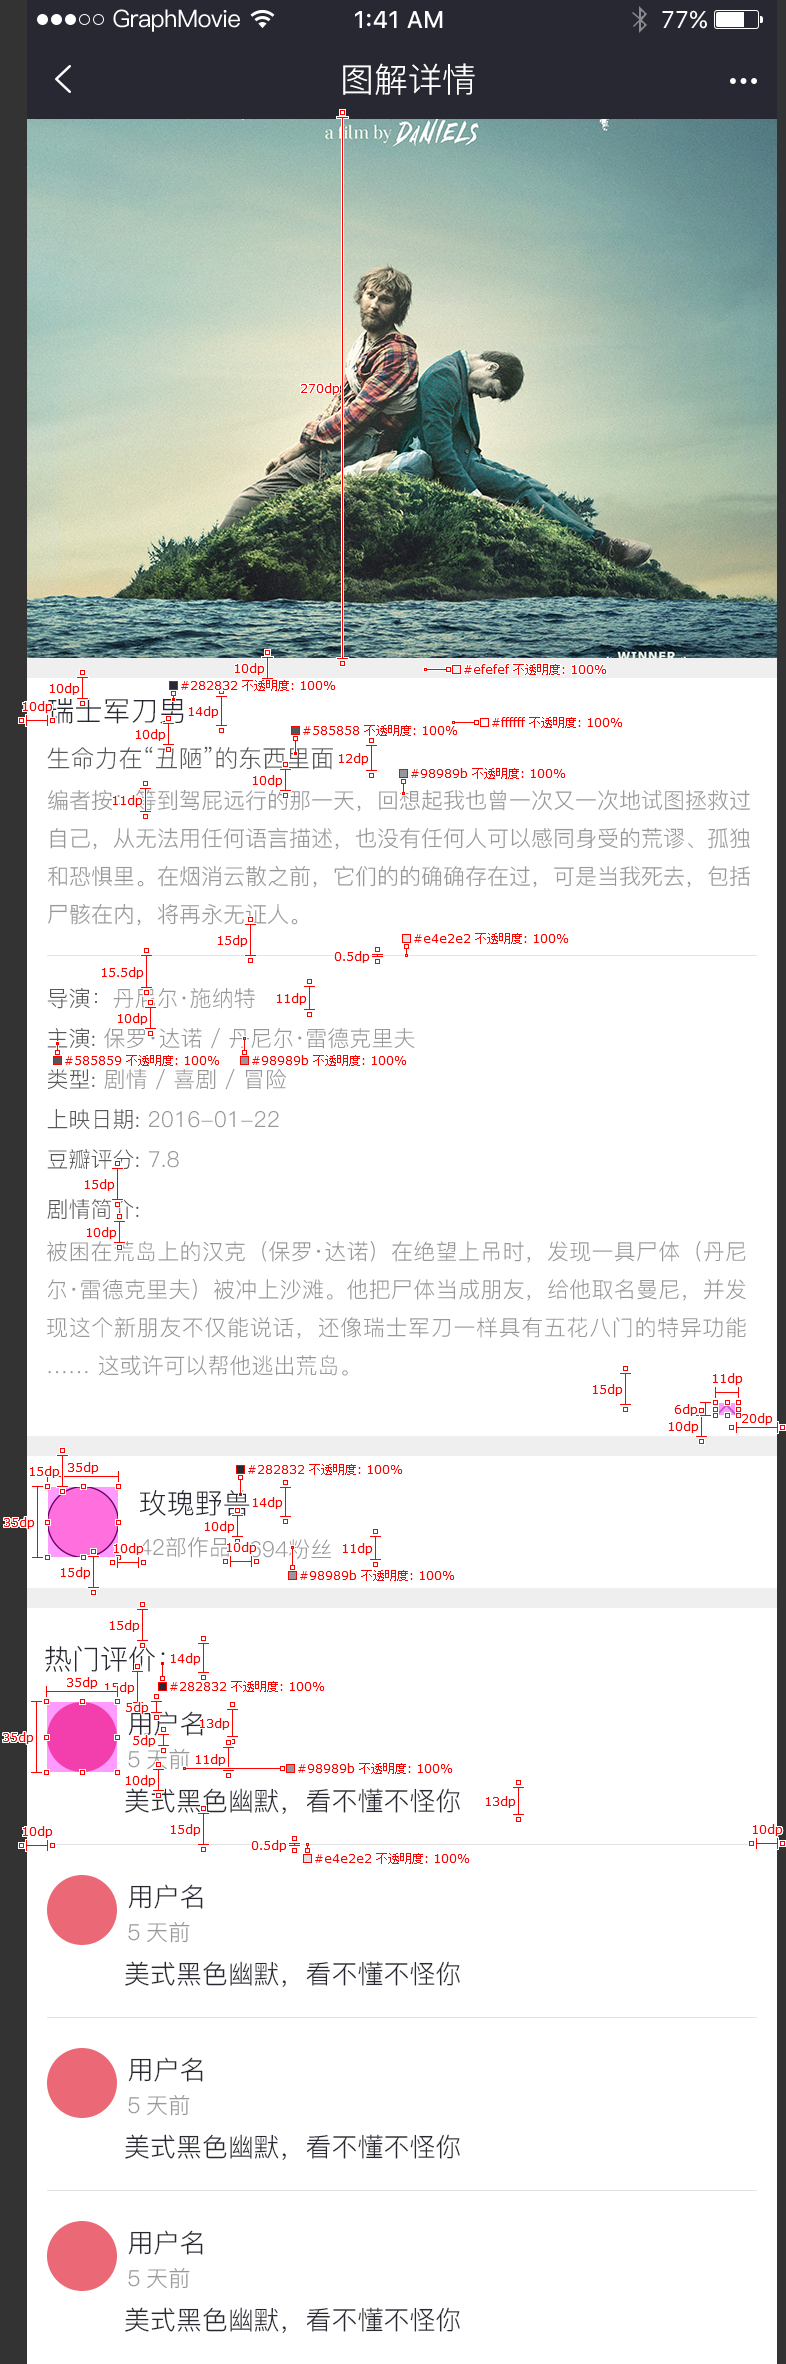 GraphMovie 1:41 AM 77%
图解详情
a film by DANIELS
270dp
WINNER
10dp #efefef 不透明度: 100%
10dp #282832 不透明度: 100%
10dp 瑞士军刀男 14dp
10dp #585858 不透明度: 100% #ffffff 不透明度: 100%
生命力在“丑陋”的东西里面 12dp
10dp #98989b 不透明度: 100%
编者按：等到驾屁远行的那一天，回想起我也曾一次又一次地试图拯救过
11dp
自己，从无法用任何语言描述，也没有任何人可以感同身受的荒谬、孤独
和恐惧里。在烟消云散之前，它们的的确确存在过，可是当我死去，包括
尸骸在内，将再永无证人。
15dp #e4e2e2 不透明度: 100%
0.5dp
15.5dp
导演：丹尼尔·施纳特 11dp
10dp
主演: 保罗·达诺 / 丹尼尔·雷德克里夫
#585859 不透明度: 100% #98989b 不透明度: 100%
类型: 剧情 / 喜剧 / 冒险
上映日期: 2016-01-22
豆瓣评分: 7.8
15dp
剧情简介:
10dp
被困在荒岛上的汉克（保罗·达诺）在绝望上吊时，发现一具尸体（丹尼
尔·雷德克里夫）被冲上沙滩。他把尸体当成朋友，给他取名曼尼，并发
现这个新朋友不仅能说话，还像瑞士军刀一样具有五花八门的特异功能
…… 这或许可以帮他逃出荒岛。
15dp 11dp
6dp
10dp 20dp
15dp 35dp #282832 不透明度: 100%
玫瑰野兽 14dp
35dp 10dp
42部作品 694粉丝 11dp
10dp 10dp
15dp #98989b 不透明度: 100%
15dp
热门评价： 14dp
35dp 15dp #282832 不透明度: 100%
5dp
用户名 13dp
35dp 5dp
5 天前 11dp #98989b 不透明度: 100%
10dp
美式黑色幽默，看不懂不怪你 13dp
10dp 15dp 10dp
0.5dp
#e4e2e2 不透明度: 100%
用户名
5 天前
美式黑色幽默，看不懂不怪你
用户名
5 天前
美式黑色幽默，看不懂不怪你
用户名
5 天前
美式黑色幽默，看不懂不怪你